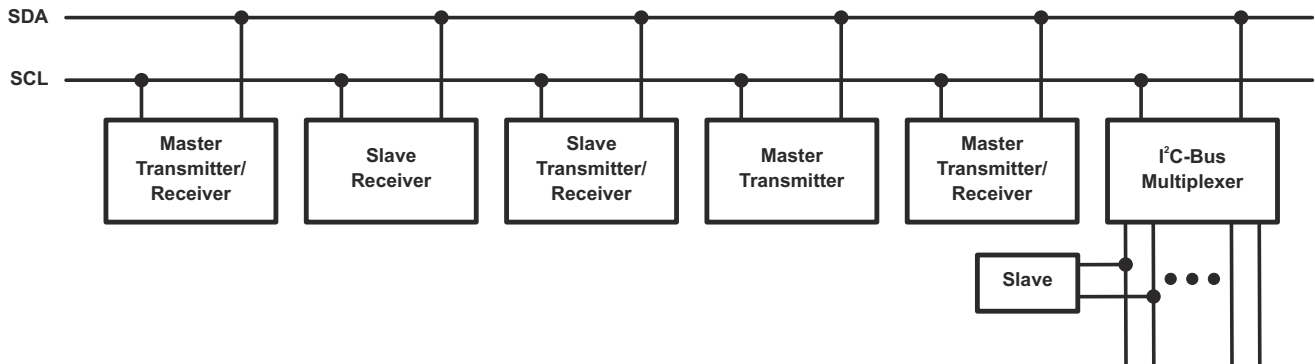 SDA
SCL
Master
Transmitter/
Receiver
Slave
Receiver
Slave
Transmitter/
Receiver
Master
Transmitter
Master
Transmitter/
Receiver
I²C-Bus
Multiplexer
Slave